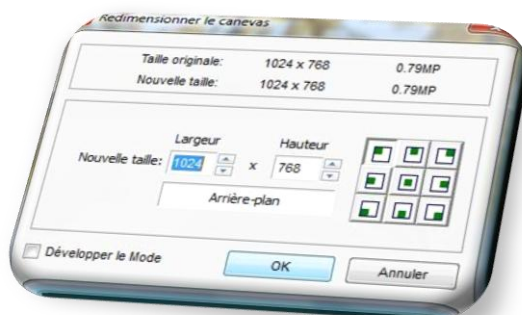 Redimensionner le canevas
Taille originale: 1024 x 768 0.79MP
Nouvelle taille: 1024 x 768 0.79MP
Largeur Hauteur
Nouvelle taille: 1024 x 768
Arrière-plan
Développer le Mode
OK Annuler